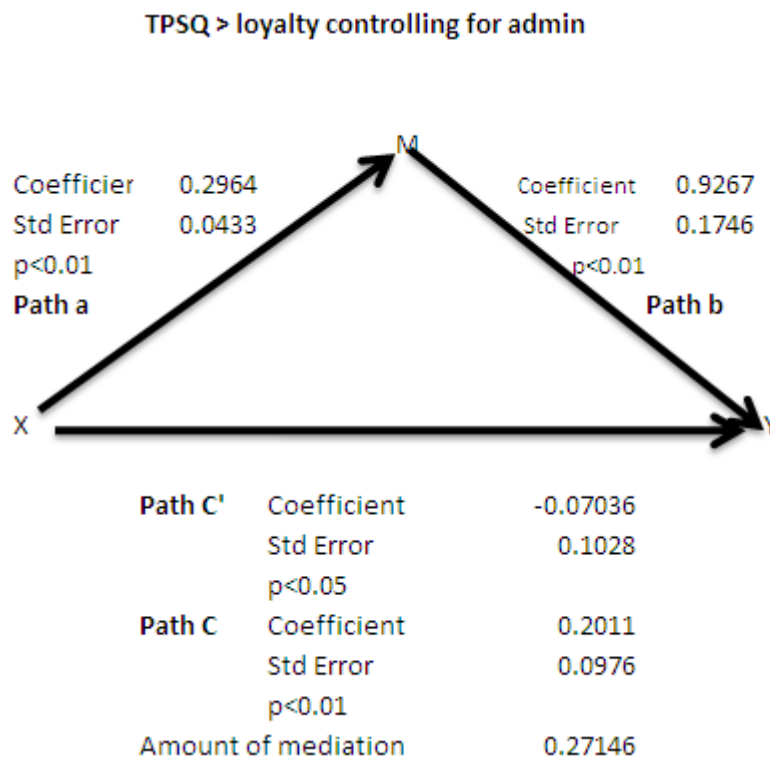 TPSQ > loyalty controlling for admin
M
Coefficier 0.2964
Std Error 0.0433
p<0.01
Path a
Coefficient 0.9267
Std Error 0.1746
p<0.01
Path b
X
Y
Path C' Coefficient -0.07036
Std Error 0.1028
p<0.05
Path C Coefficient 0.2011
Std Error 0.0976
p<0.01
Amount of mediation 0.27146